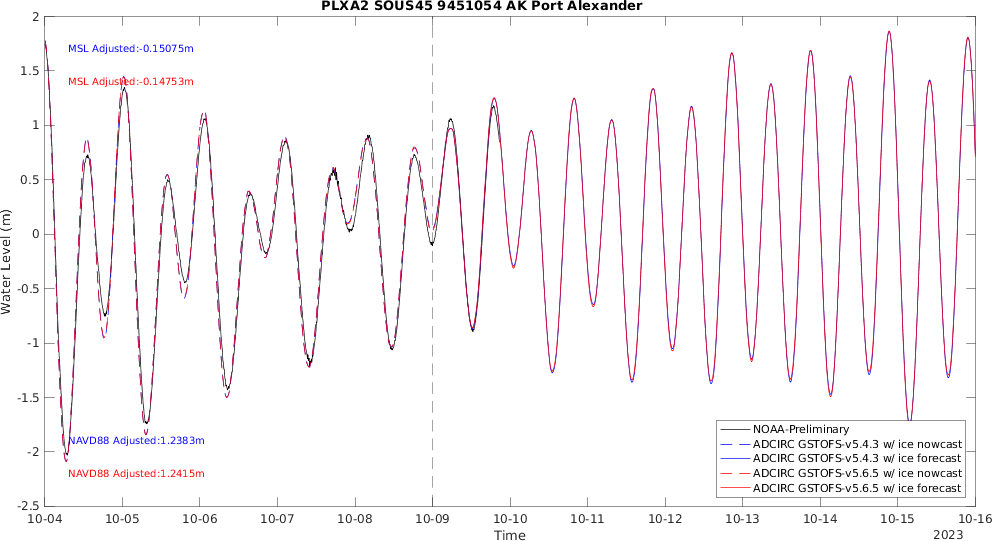 PLXA2 SOUS45 9451054 AK Port Alexander
2
1.5
1
0.5
0
-0.5
-1
-1.5
-2
-2.5
Water Level (m)
MSL Adjusted:-0.15075m
MSL Adjusted:-0.14753m
NAVD88 Adjusted:1.2383m
NAVD88 Adjusted:1.2415m
NOAA-Preliminary
ADCIRC GSTOFS-v5.4.3 w/ ice nowcast
ADCIRC GSTOFS-v5.4.3 w/ ice forecast
ADCIRC GSTOFS-v5.6.5 w/ ice nowcast
ADCIRC GSTOFS-v5.6.5 w/ ice forecast
10-04 10-05 10-06 10-07 10-08 10-09 10-10 10-11 10-12 10-13 10-14 10-15 10-16
Time
2023